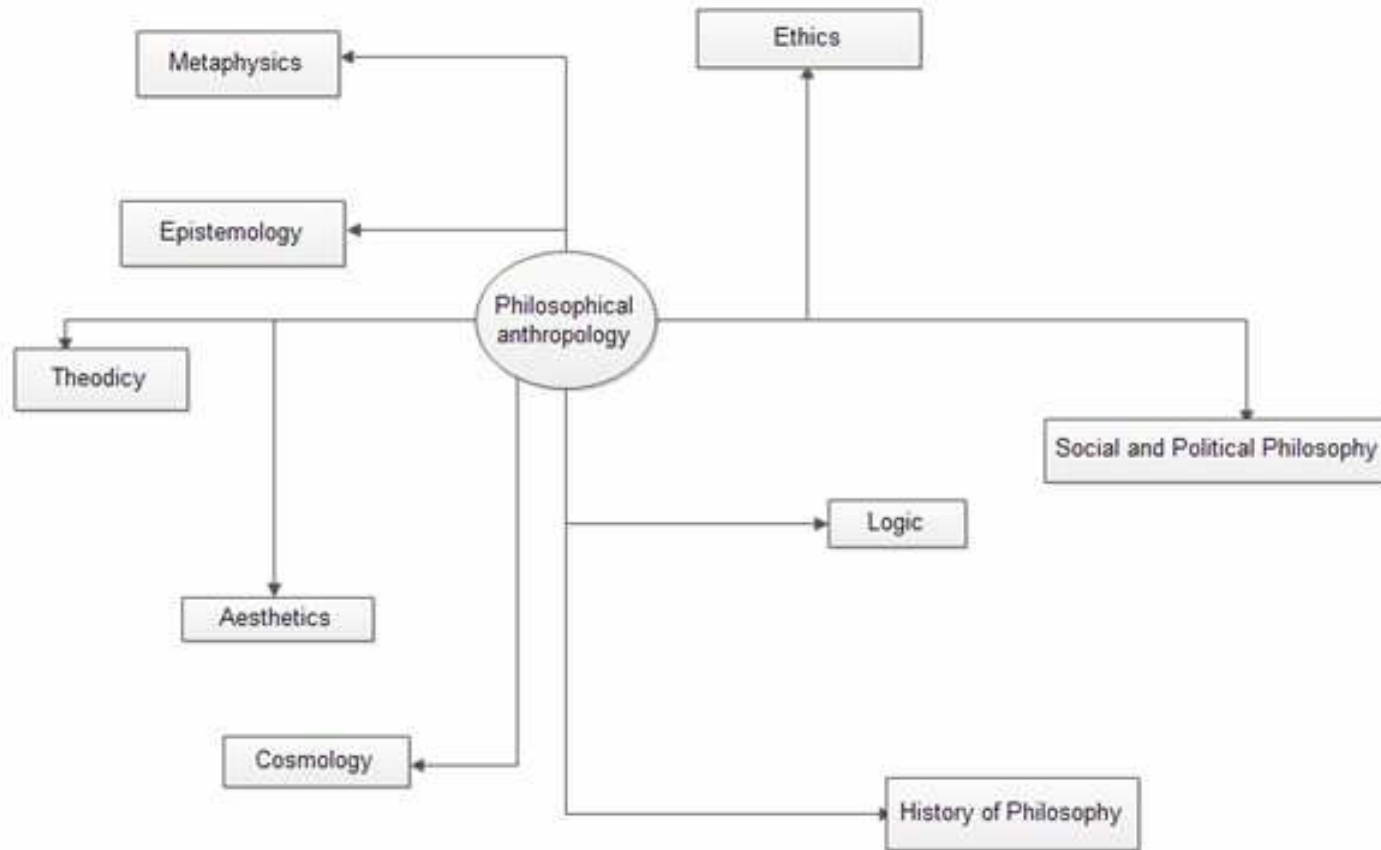 Ethics
Metaphysics
Epistemology
Philosophical
anthropology
Theodicy
Social and Political Philosophy
Logic
Aesthetics
Cosmology
History of Philosophy